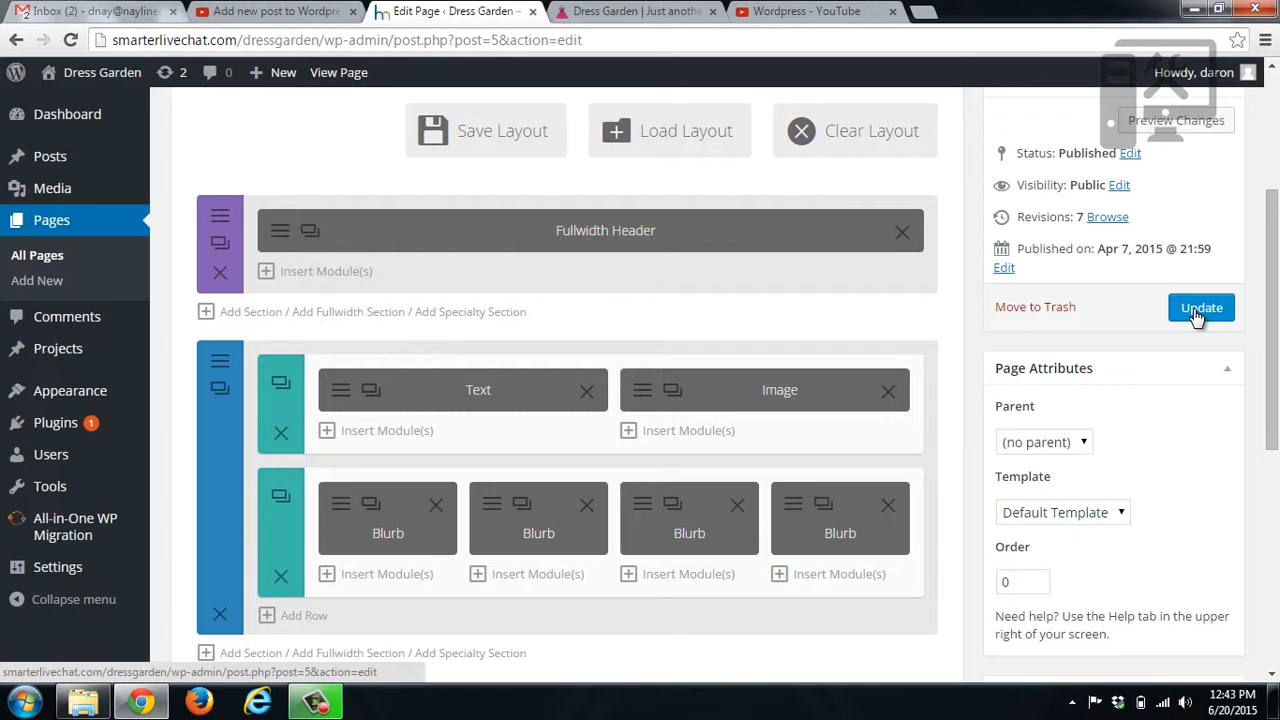 Inbox (2) - dnay@nayliner
Add new post to Wordpre
Edit Page ‹ Dress Garden —
Dress Garden | Just anothe
Wordpress - YouTube
smarterlivechat.com/dressgarden/wp-admin/post.php?post=5&action=edit
Dress Garden
2
0
New
View Page
Howdy, daron
Dashboard
Posts
Media
Pages
All Pages
Add New
Comments
Projects
Appearance
Plugins 1
Users
Tools
All-in-One WP
Migration
Settings
Collapse menu
Save Layout
Load Layout
Clear Layout
Fullwidth Header
Insert Module(s)
Add Section / Add Fullwidth Section / Add Specialty Section
Text
Image
Insert Module(s)
Insert Module(s)
Blurb
Blurb
Blurb
Blurb
Insert Module(s)
Insert Module(s)
Insert Module(s)
Insert Module(s)
Add Row
Add Section / Add Fullwidth Section / Add Specialty Section
Preview Changes
Status: Published Edit
Visibility: Public Edit
Revisions: 7 Browse
Published on: Apr 7, 2015 @ 21:59
Edit
Move to Trash
Update
Page Attributes
Parent
(no parent)
Template
Default Template
Order
0
Need help? Use the Help tab in the upper
right of your screen.
smarterlivechat.com/dressgarden/wp-admin/post.php?post=5&action=edit
12:43 PM
6/20/2015